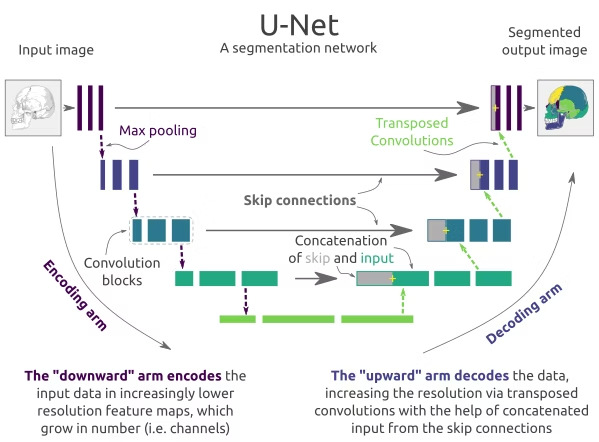 U-Net
A segmentation network
Input image
Segmented
output image
Max pooling
Transposed
Convolutions
Skip connections
Convolution
blocks
Concatenation
of skip and input
Encoding arm
Decoding arm
The "downward" arm encodes the
input data in increasingly lower
resolution feature maps, which
grow in number (i.e. channels)
The "upward" arm decodes the data,
increasing the resolution via transposed
convolutions with the help of concatenated
input from the skip connections